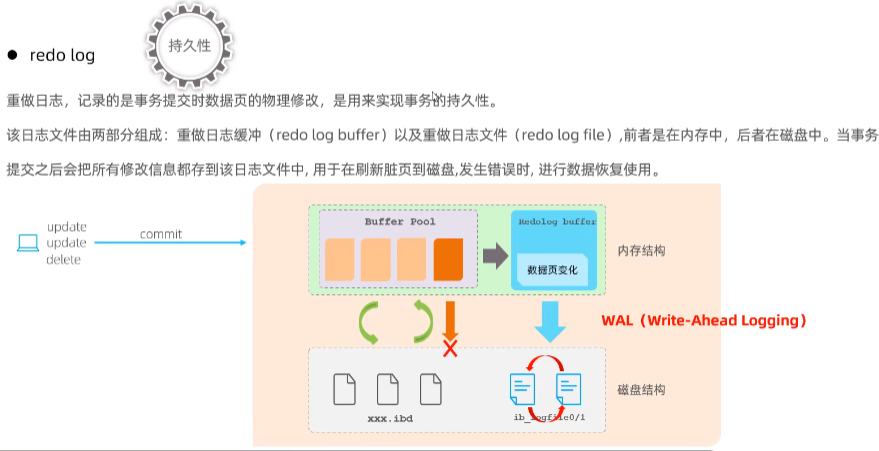 持久性
redo log
重做日志，记录的是事务提交时数据页的物理修改，是用来实现事务的持久性。
该日志文件由两部分组成：重做日志缓冲（redo log buffer）以及重做日志文件（redo log file）,前者是在内存中，后者在磁盘中。当事务
提交之后会把所有修改信息都存到该日志文件中, 用于在刷新脏页到磁盘,发生错误时, 进行数据恢复使用。
Buffer Pool
Redolog buffer
update
update
delete
commit
内存结构
数据页变化
WAL（Write-Ahead Logging）
磁盘结构
xxx.ibd
ib_logfile0/1